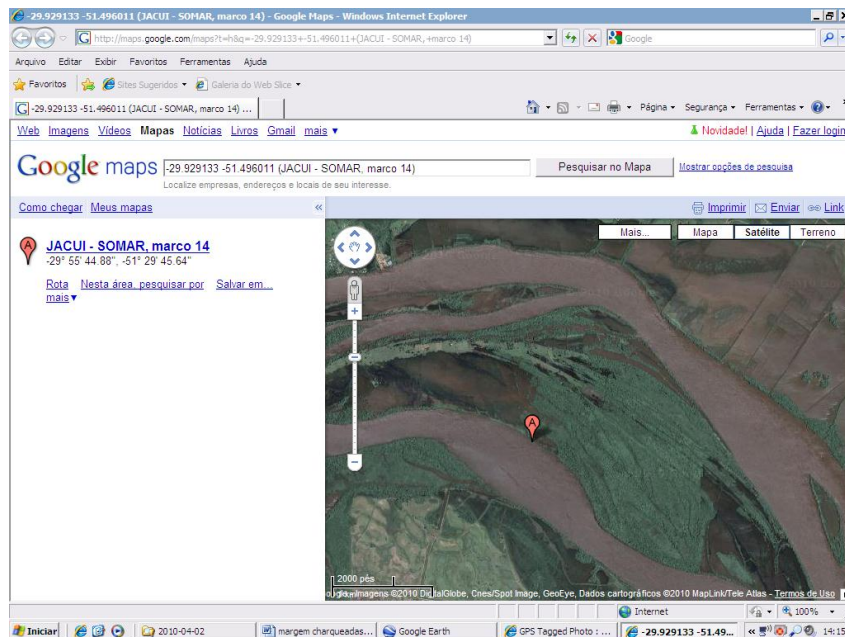 -29.929133 -51.496011 (JACUI - SOMAR, marco 14) - Google Maps - Windows Internet Explorer
http://maps.google.com/maps?t=h&q=-29.929133+-51.496011+(JACUI - SOMAR,+marco 14)
Google
Arquivo Editar Exibir Favoritos Ferramentas Ajuda
Favoritos Sites Sugeridos Galeria do Web Slice
-29.929133 -51.496011 (JACUI - SOMAR, marco 14) ...
Página Segurança Ferramentas
Web Imagens Vídeos Mapas Notícias Livros Gmail mais
Novidade! | Ajuda | Fazer login
Google maps
-29.929133 -51.496011 (JACUI - SOMAR, marco 14)
Pesquisar no Mapa
Mostrar opções de pesquisa
Localize empresas, endereços e locais de seu interesse.
Como chegar Meus mapas «
Imprimir Enviar Link
A JACUI - SOMAR, marco 14
-29° 55' 44.88", -51° 29' 45.64"
Rota Nesta área, pesquisar por Salvar em...
mais
Mais... Mapa Satélite Terreno
A
2000 pés
Imagens ©2010 DigitalGlobe, Cnes/Spot Image, GeoEye, Dados cartográficos ©2010 MapLink/Tele Atlas - Termos de Uso
Internet 100%
Iniciar 2010-04-02 margem charqueadas... Google Earth GPS Tagged Photo : ... -29.929133 -51.49... « 14:15